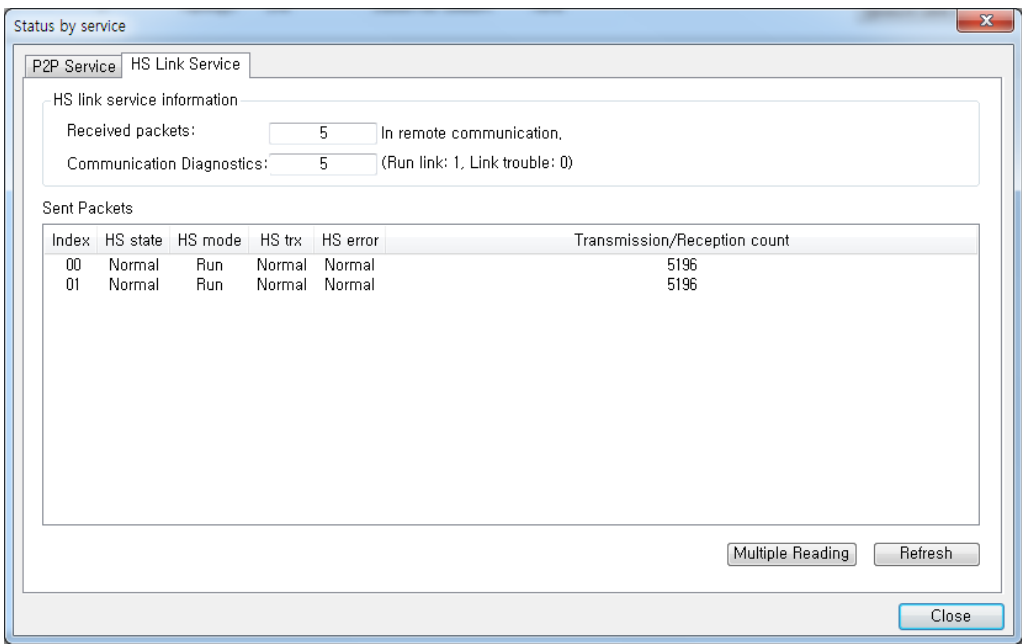 Status by service
P2P Service HS Link Service
HS link service information
Received packets: 5 In remote communication,
Communication Diagnostics: 5 (Run link: 1, Link trouble: 0)
Sent Packets
Index HS state HS mode HS trx HS error Transmission/Reception count
00 Normal Run Normal Normal 5196
01 Normal Run Normal Normal 5196
Multiple Reading Refresh
Close